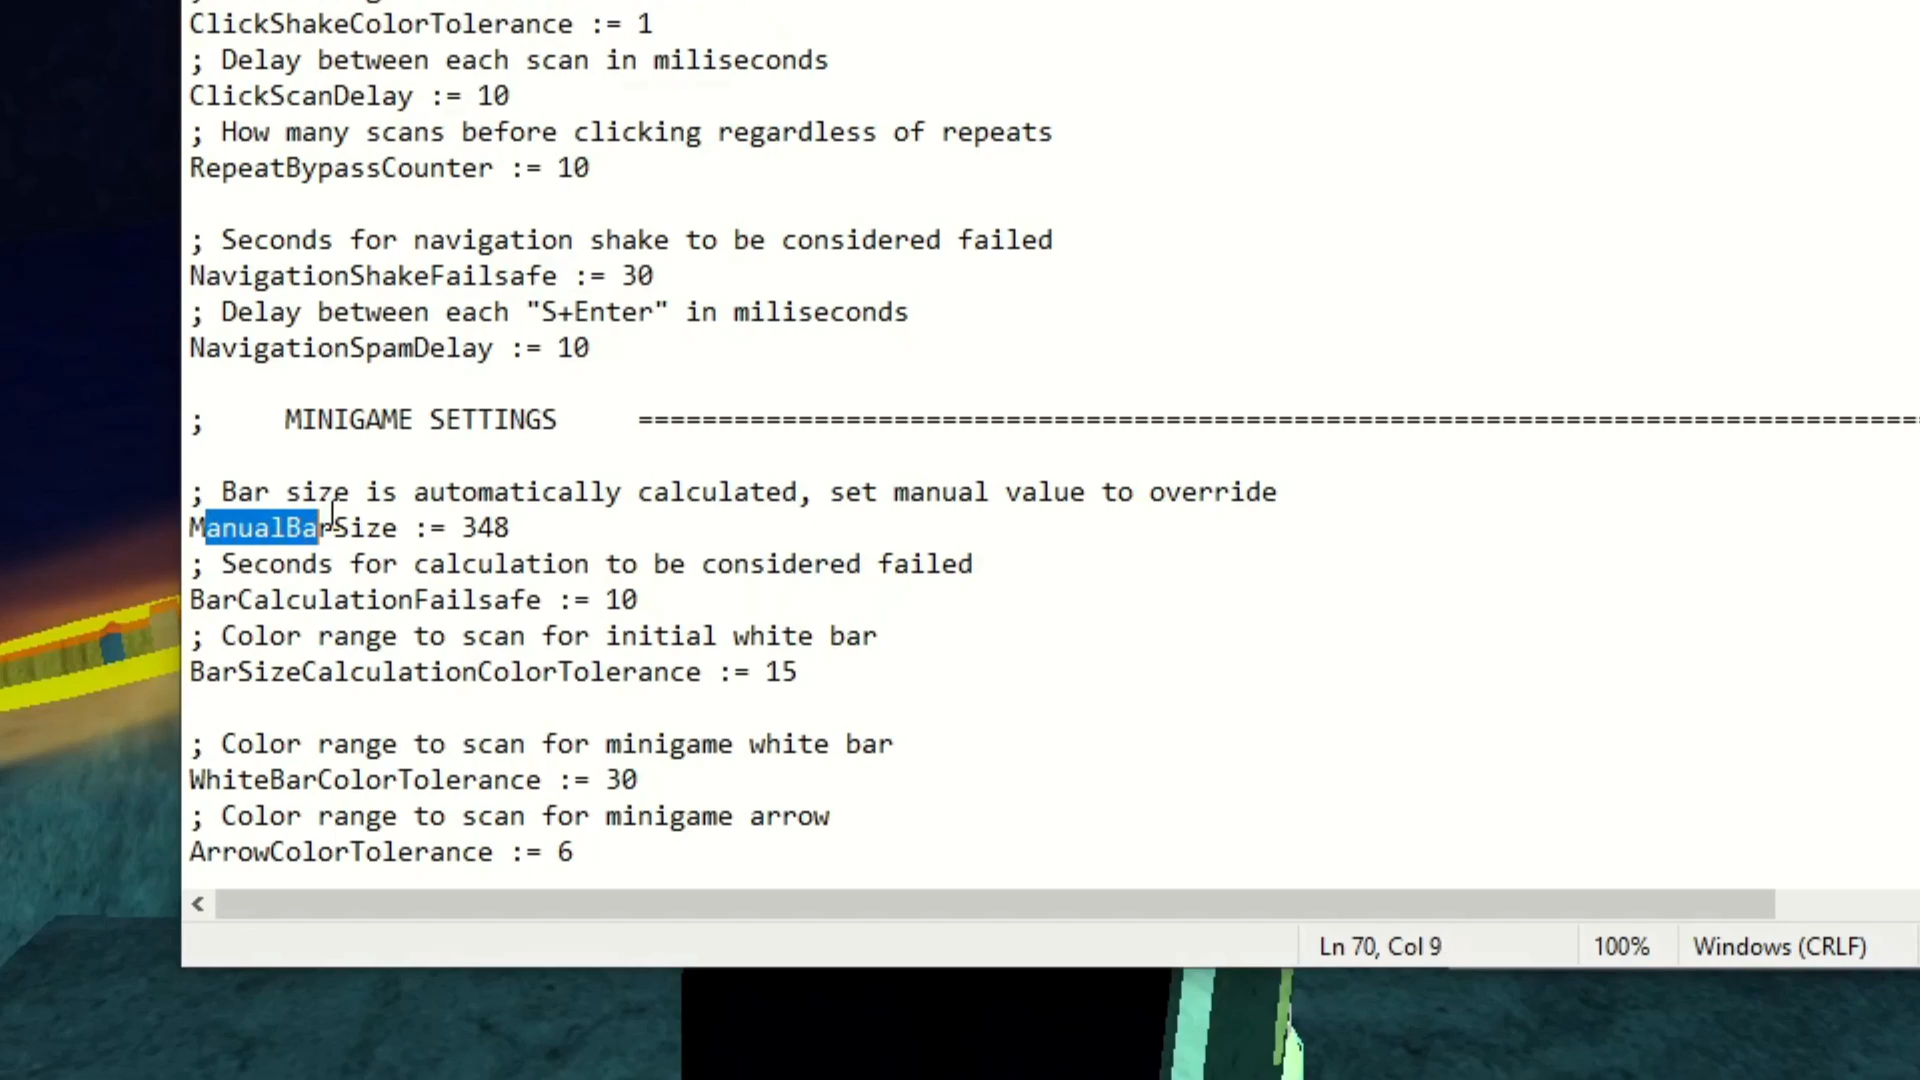 ClickShakeColorTolerance := 1
; Delay between each scan in miliseconds
ClickScanDelay := 10
; How many scans before clicking regardless of repeats
RepeatBypassCounter := 10
; Seconds for navigation shake to be considered failed
NavigationShakeFailsafe := 30
; Delay between each "S+Enter" in miliseconds
NavigationSpamDelay := 10
; MINIGAME SETTINGS ================================================================================
; Bar size is automatically calculated, set manual value to override
ManualBarSize := 348
; Seconds for calculation to be considered failed
BarCalculationFailsafe := 10
; Color range to scan for initial white bar
BarSizeCalculationColorTolerance := 15
; Color range to scan for minigame white bar
WhiteBarColorTolerance := 30
; Color range to scan for minigame arrow
ArrowColorTolerance := 6
Ln 70, Col 9 100% Windows (CRLF)